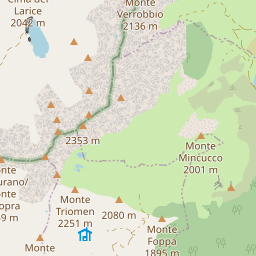 Cima del
Larice
2042 m
Monte
Verrobbio
2136 m
2353 m
Monte
Mincucco
2001 m
Monte
Triomen
2251 m
2080 m
Monte
Foppa
1895 m
Monte